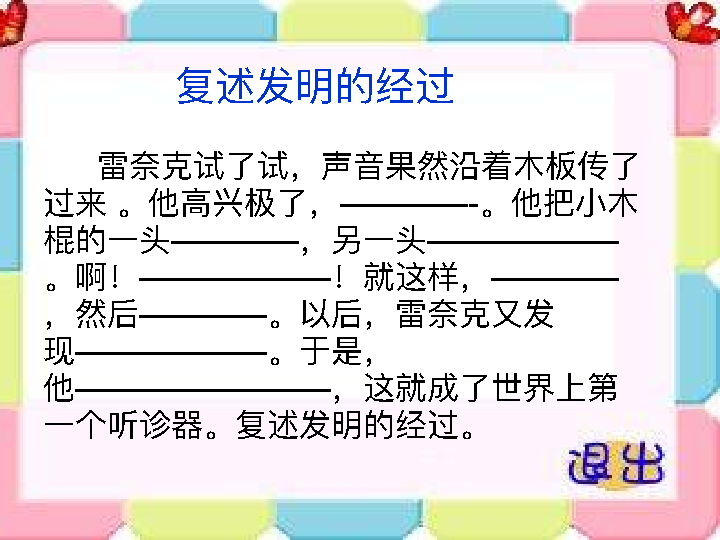 复述发明的经过
雷奈克试了试，声音果然沿着木板传了
过来 。他高兴极了，————-。他把小木
棍的一头————，另一头——————
。啊！——————！就这样，————
，然后————。以后，雷奈克又发
现——————。于是，
他————————，这就成了世界上第
一个听诊器。复述发明的经过。
退出